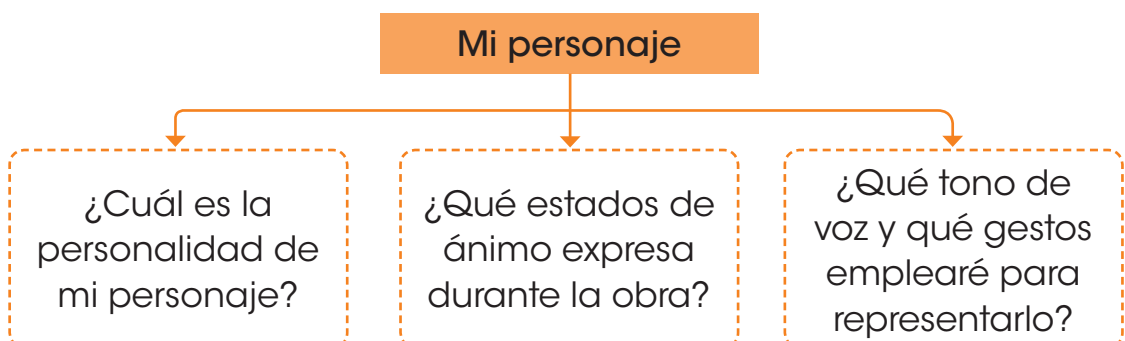 Mi personaje
¿Cuál es la
personalidad de
mi personaje?
¿Qué estados de
ánimo expresa
durante la obra?
¿Qué tono de
voz y qué gestos
emplearé para
representarlo?